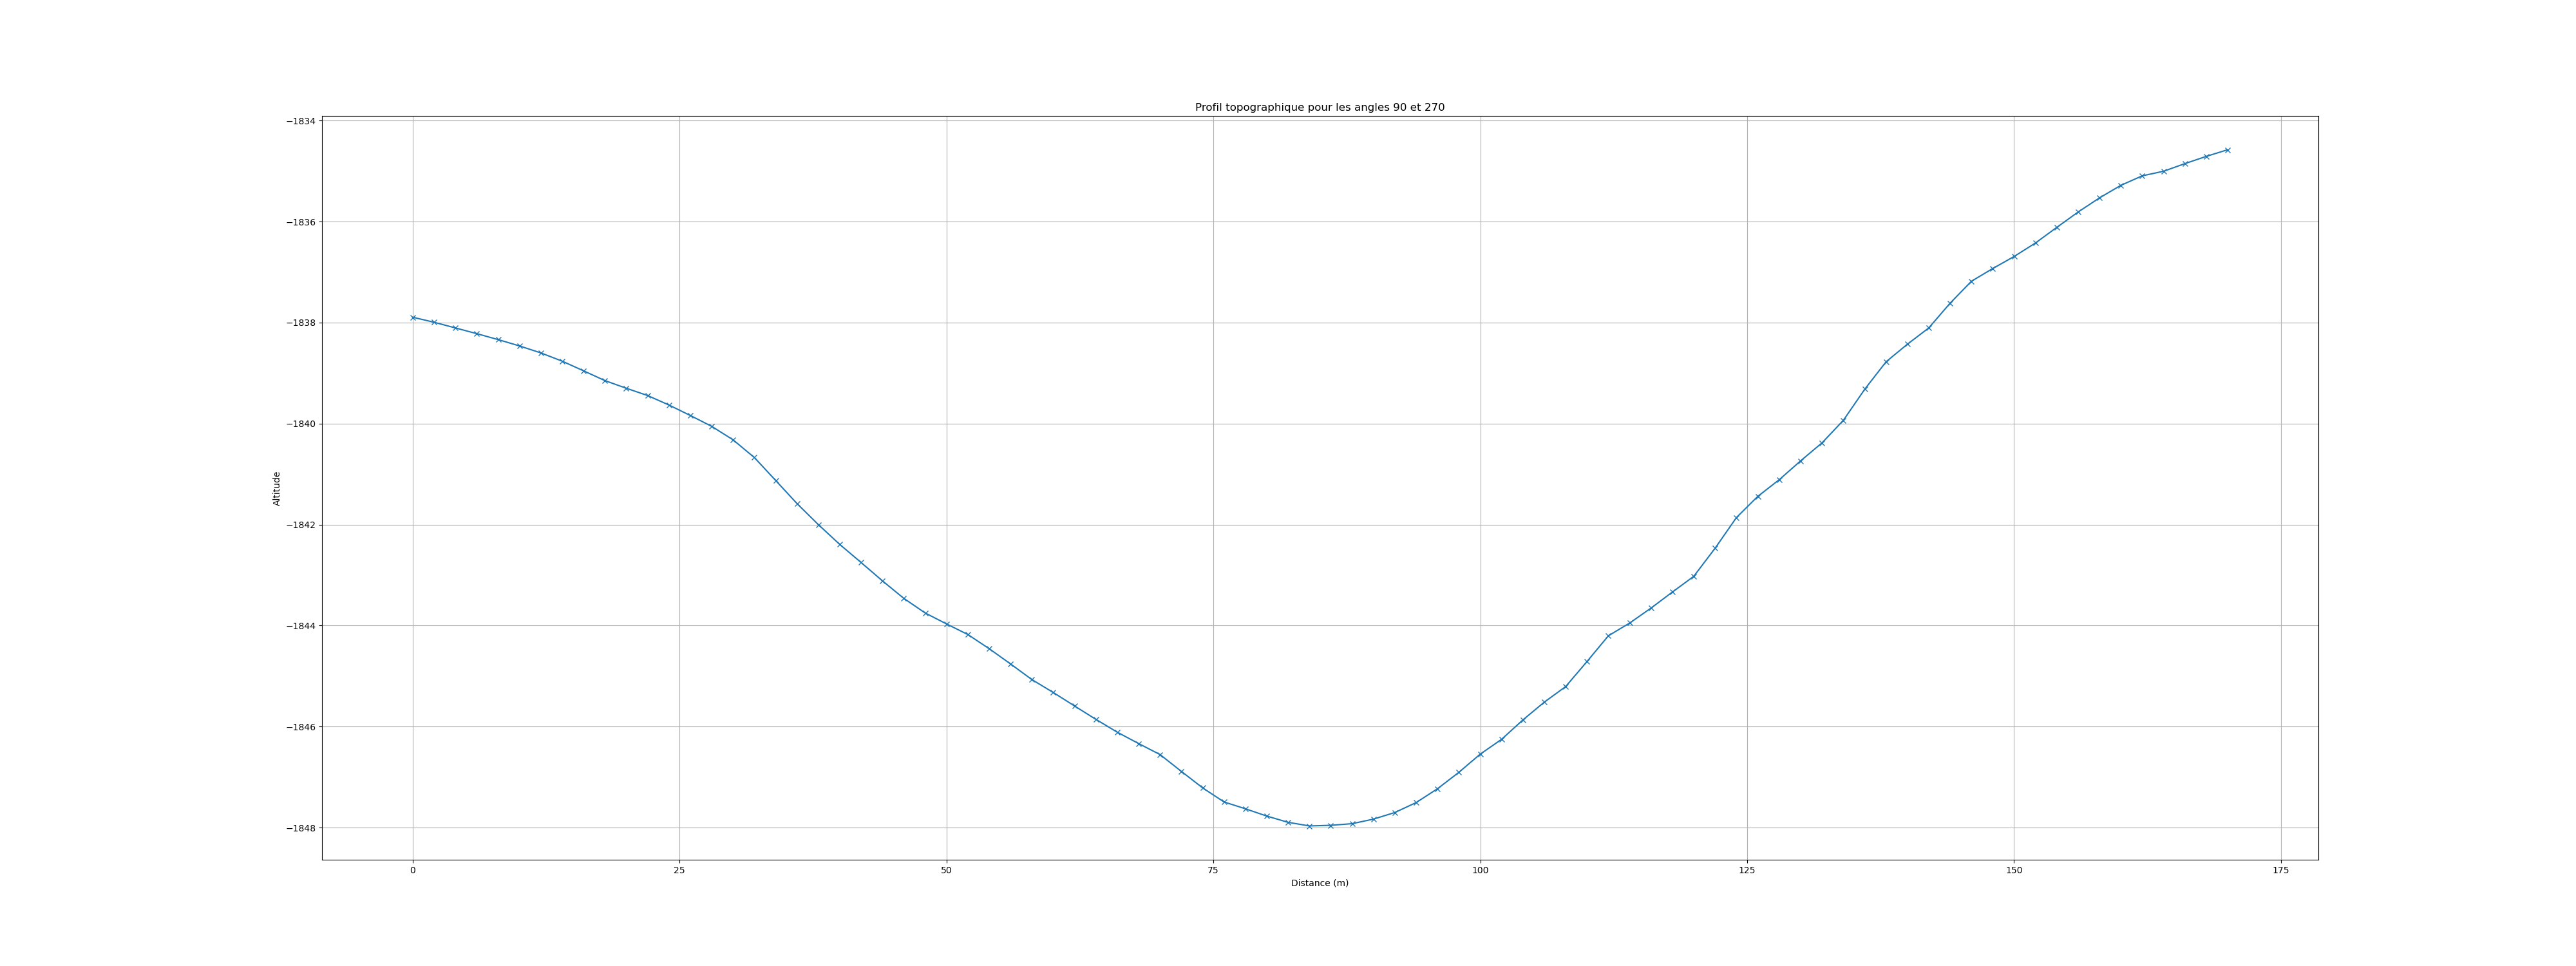 Profil topographique pour les angles 90 et 270
−1834
−1836
−1838
−1840
−1842
−1844
−1846
−1848
Altitude
0 25 50 75 100 125 150 175
Distance (m)